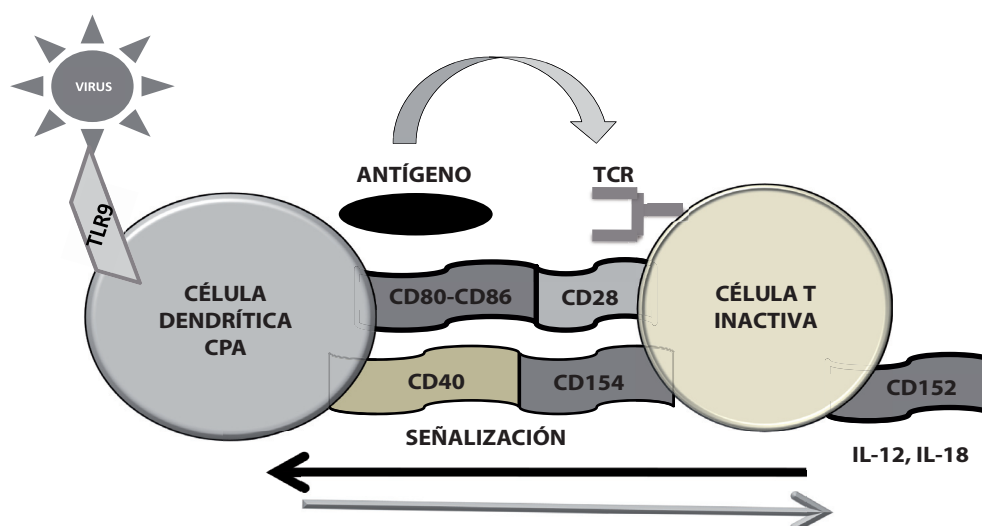 VIRUS
TLR9
ANTÍGENO
TCR
CÉLULA
DENDRÍTICA
CPA
CD80-CD86
CD28
CÉLULA T
INACTIVA
CD40
CD154
CD152
SEÑALIZACIÓN
IL-12, IL-18